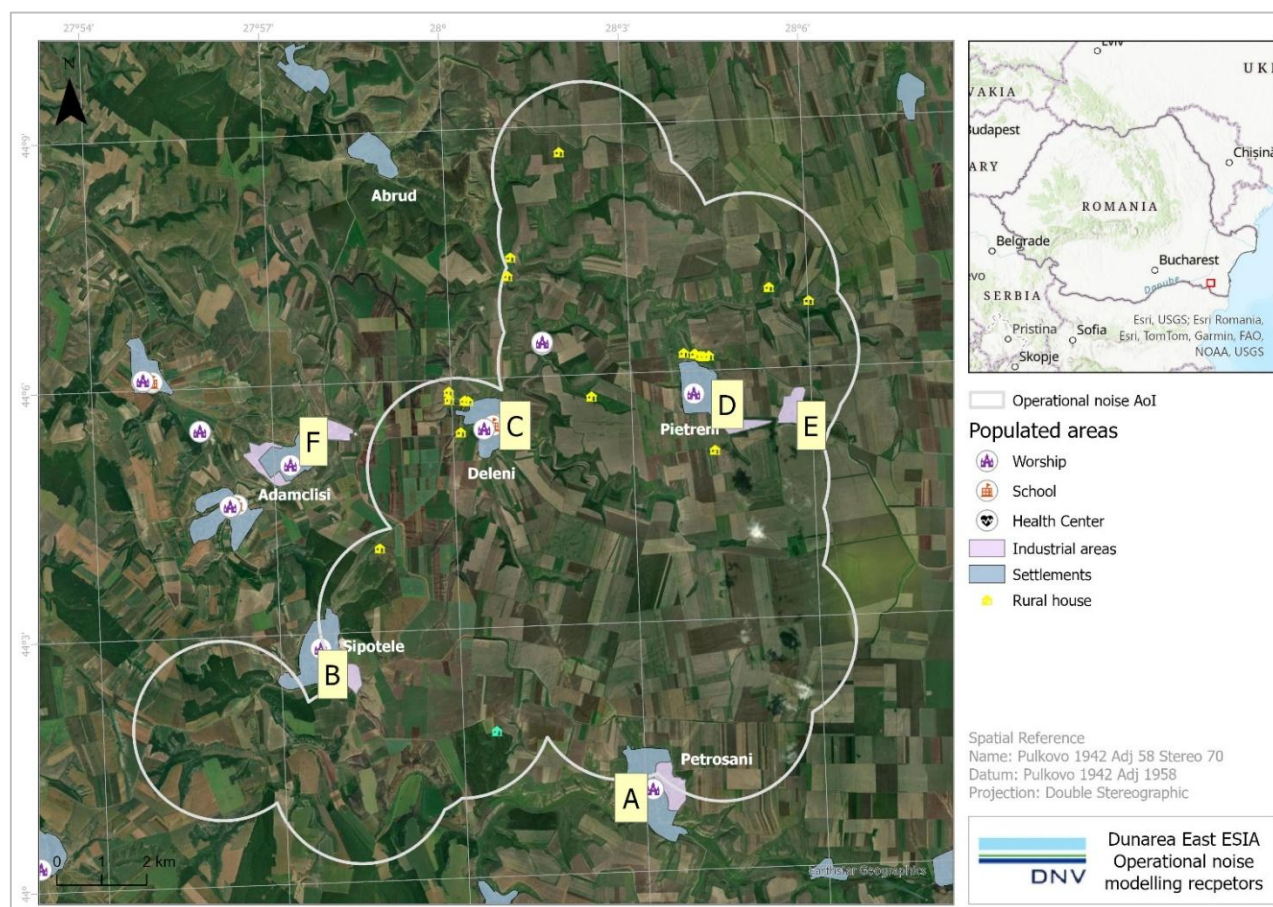 27°54'
27°57'
28°
28°3'
28°6'
44°9'
44°6'
44°3'
44°
N
Abrud
F
Adamclisi
C
Deleni
D
Pietreni
E
Sipotele
B
Petrosani
A
0 1 2 km
Earthstar Geographics
Lviv
UKR
VAKIA
Budapest
ARY
Chisină
ROMANIA
Belgrade
evo
Bucharest
Danube
SERBIA
Pristina
Sofia
Skopje
Esri, USGS; Esri Romania,
Esri, TomTom, Garmin, FAO,
NOAA, USGS
Operational noise AoI
Populated areas
Worship
School
Health Center
Industrial areas
Settlements
Rural house
Spatial Reference
Name: Pulkovo 1942 Adj 58 Stereo 70
Datum: Pulkovo 1942 Adj 1958
Projection: Double Stereographic
DNV
Dunarea East ESIA
Operational noise
modelling recpetors